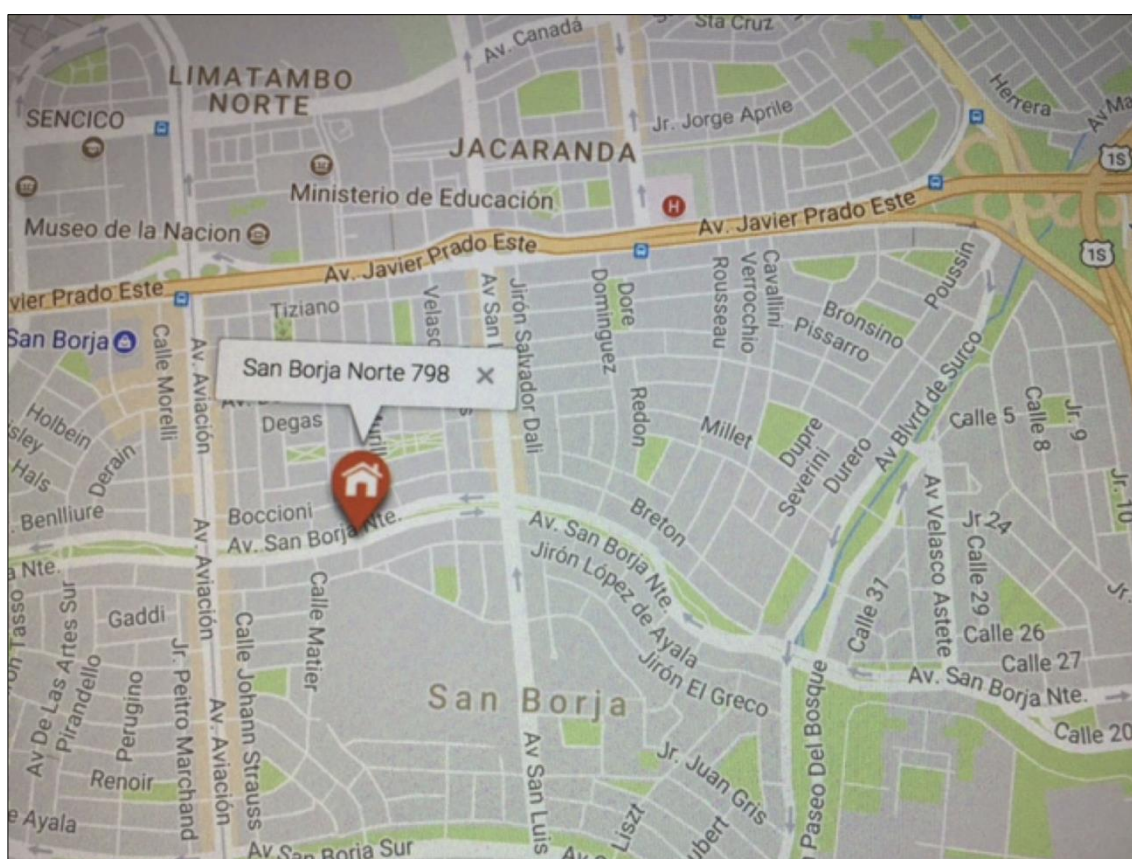 Sta Cruz
Av. Canadá
LIMATAMBO
NORTE
Herrera
SENCICO
Jr. Jorge Aprile
JACARANDA
1S
Ministerio de Educación
H
Museo de la Nacion
Av. Javier Prado Este
Av. Javier Prado Este
Av. Javier Prado Este
vier Prado Este
1S
Poussin
Tiziano
Dominguez
Dore
Rousseau
Verrocchio
Cavallini
Bronsino
Pissarro
San Borja
Calle Morelli
Av. Aviación
Jirón Salvador Dali
San Borja Norte 798
Holbein
Hals
Derain
Degas
Redon
Millet
Dupre
Severini
Durero
Av Blvrd de Surco
Calle 5
Calle 8
Jr. 9
Jr. 10
Benlliure
Boccioni
Av. San Borja Nte.
a Nte.
Av. Aviación
Breton
Av. San Borja Nte.
Jirón López de Ayala
Jirón El Greco
Av Velasco Astete
Jr 24
Calle 29
Calle 31
Calle 26
Calle 27
Av. San Borja Nte.
Calle 20
Gaddi
Calle Matier
Av De Las Artes Sur
Pirandello
Perugino
Jr. Peitro Marchand
Calle Johann Strauss
Av. Aviación
San Borja
Renoir
Av San Luis
Jr. Juan Gris
Liszt
Paseo Del Bosque
e Ayala
Av San Borja Sur